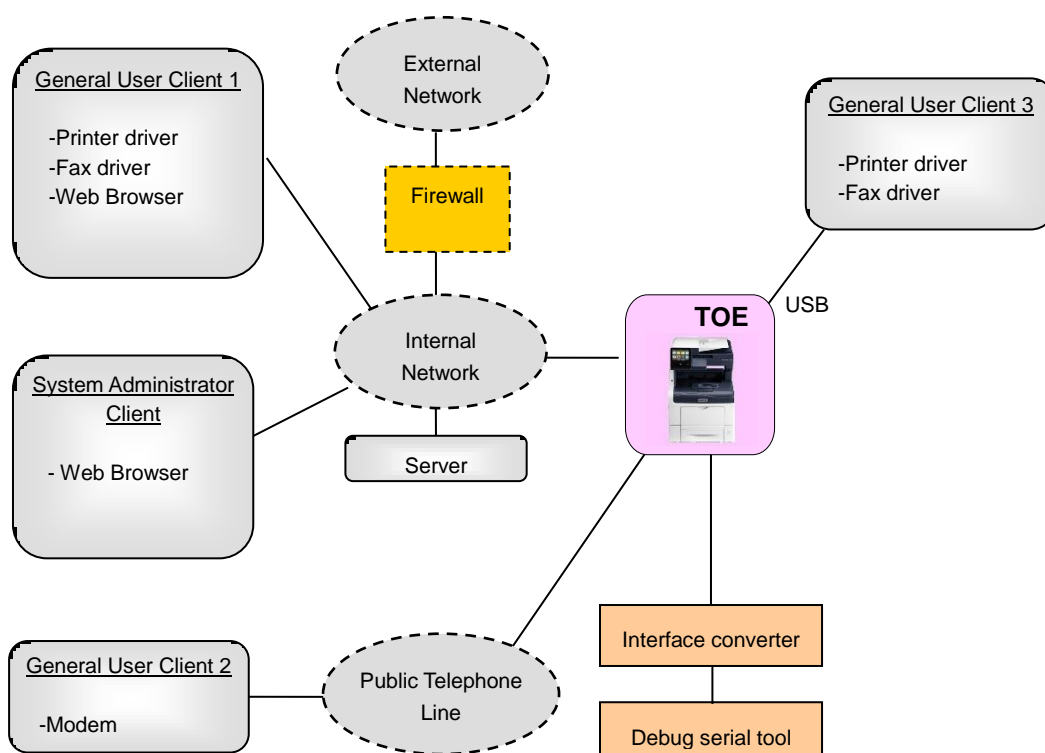 General User Client 1
-Printer driver
-Fax driver
-Web Browser
External
Network
General User Client 3
-Printer driver
-Fax driver
Firewall
USB
TOE
Internal
Network
System Administrator
Client
- Web Browser
Server
Interface converter
General User Client 2
-Modem
Public Telephone
Line
Debug serial tool